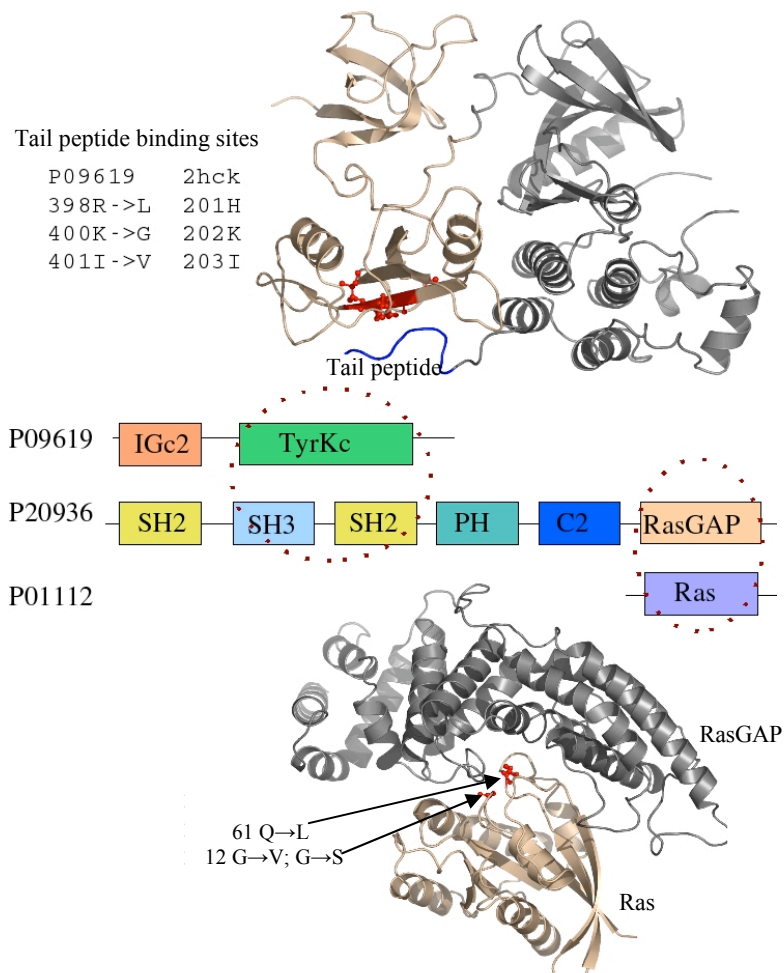 Tail peptide binding sites
P09619 2hck
398R->L 201H
400K->G 202K
401I->V 203I
Tail peptide
P09619 IGc2 TyrKc
P20936 SH2 SH3 SH2 PH C2 RasGAP
P01112 Ras
RasGAP
61 Q→L
12 G→V; G→S
Ras